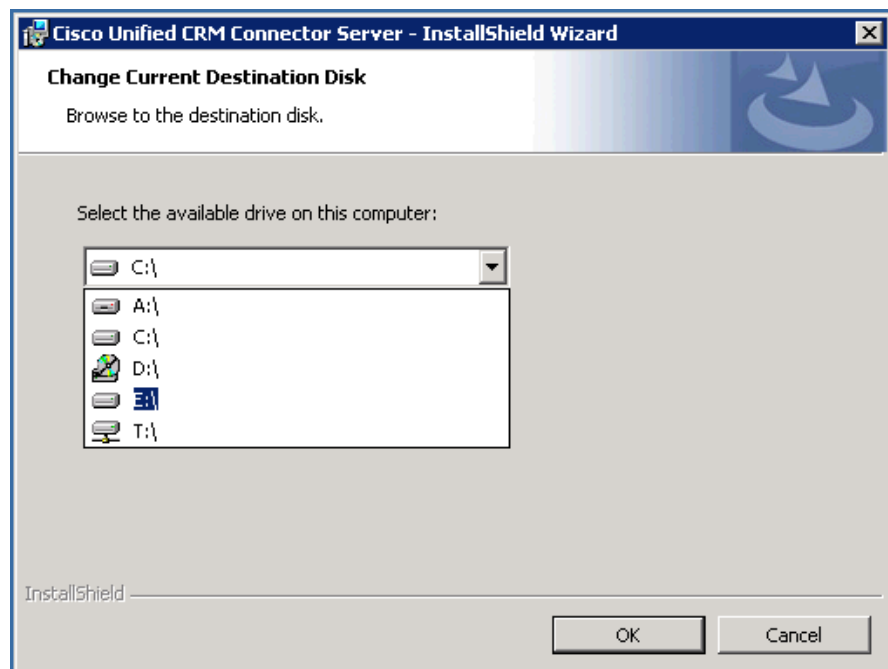 Cisco Unified CRM Connector Server - InstallShield Wizard
Change Current Destination Disk
Browse to the destination disk.
Select the available drive on this computer:
C:\
A:\
C:\
D:\
E:\
T:\
InstallShield
OK
Cancel